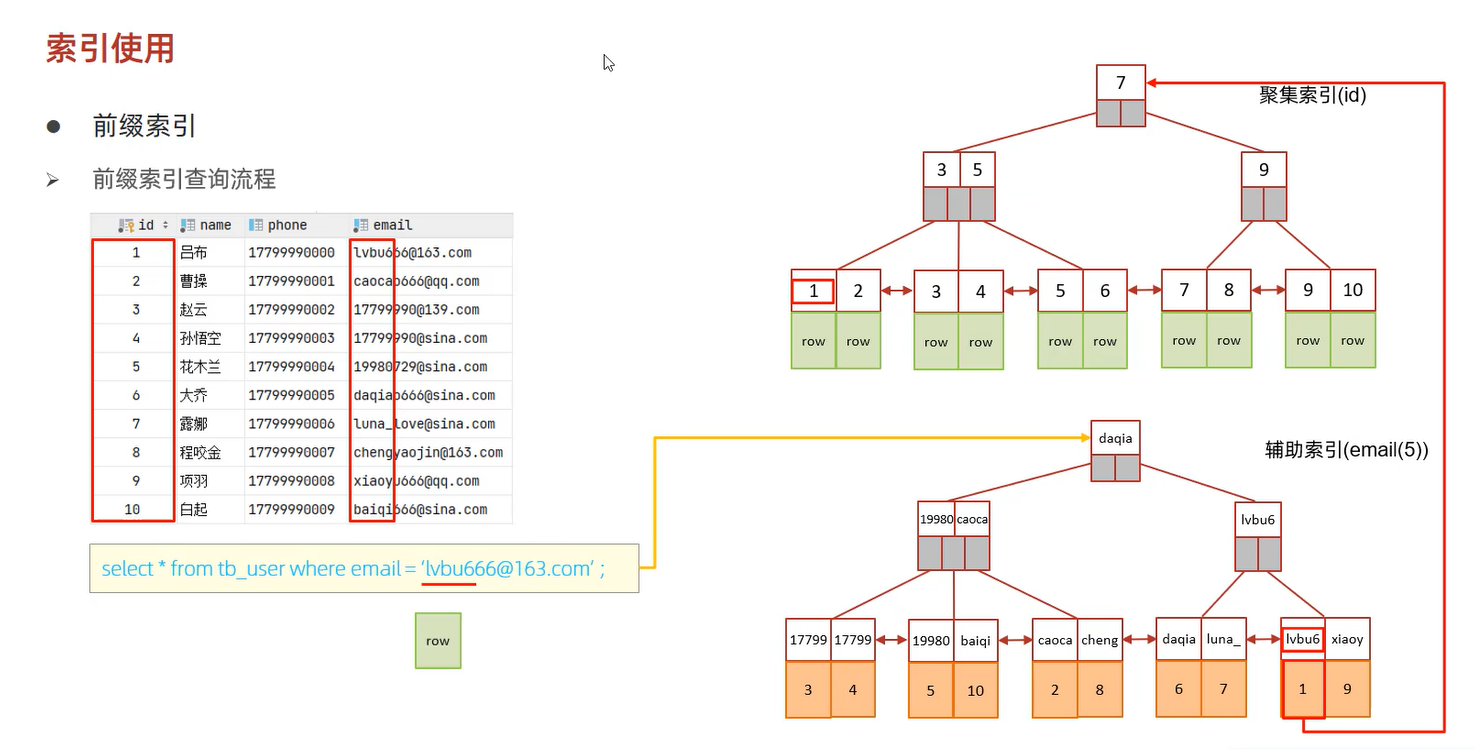 索引使用
前缀索引
前缀索引查询流程
id name phone email
1 吕布 17799990000 lvbu666@163.com
2 曹操 17799990001 caocao666@qq.com
3 赵云 17799990002 17799990@139.com
4 孙悟空 17799990003 17799990@sina.com
5 花木兰 17799990004 19980729@sina.com
6 大乔 17799990005 daqiao666@sina.com
7 露娜 17799990006 luna_love@sina.com
8 程咬金 17799990007 chengyaojin@163.com
9 项羽 17799990008 xiaoyu666@qq.com
10 白起 17799990009 baiqi666@sina.com
select * from tb_user where email = ‘lvbu666@163.com’ ;
row
7
聚集索引(id)
3 5 9
1 2 3 4 5 6 7 8 9 10
row row row row row row row row row row
daqia
辅助索引(email(5))
19980 caoca lvbu6
17799 17799 19980 baiqi caoca cheng daqia luna_ lvbu6 xiaoy
3 4 5 10 2 8 6 7 1 9